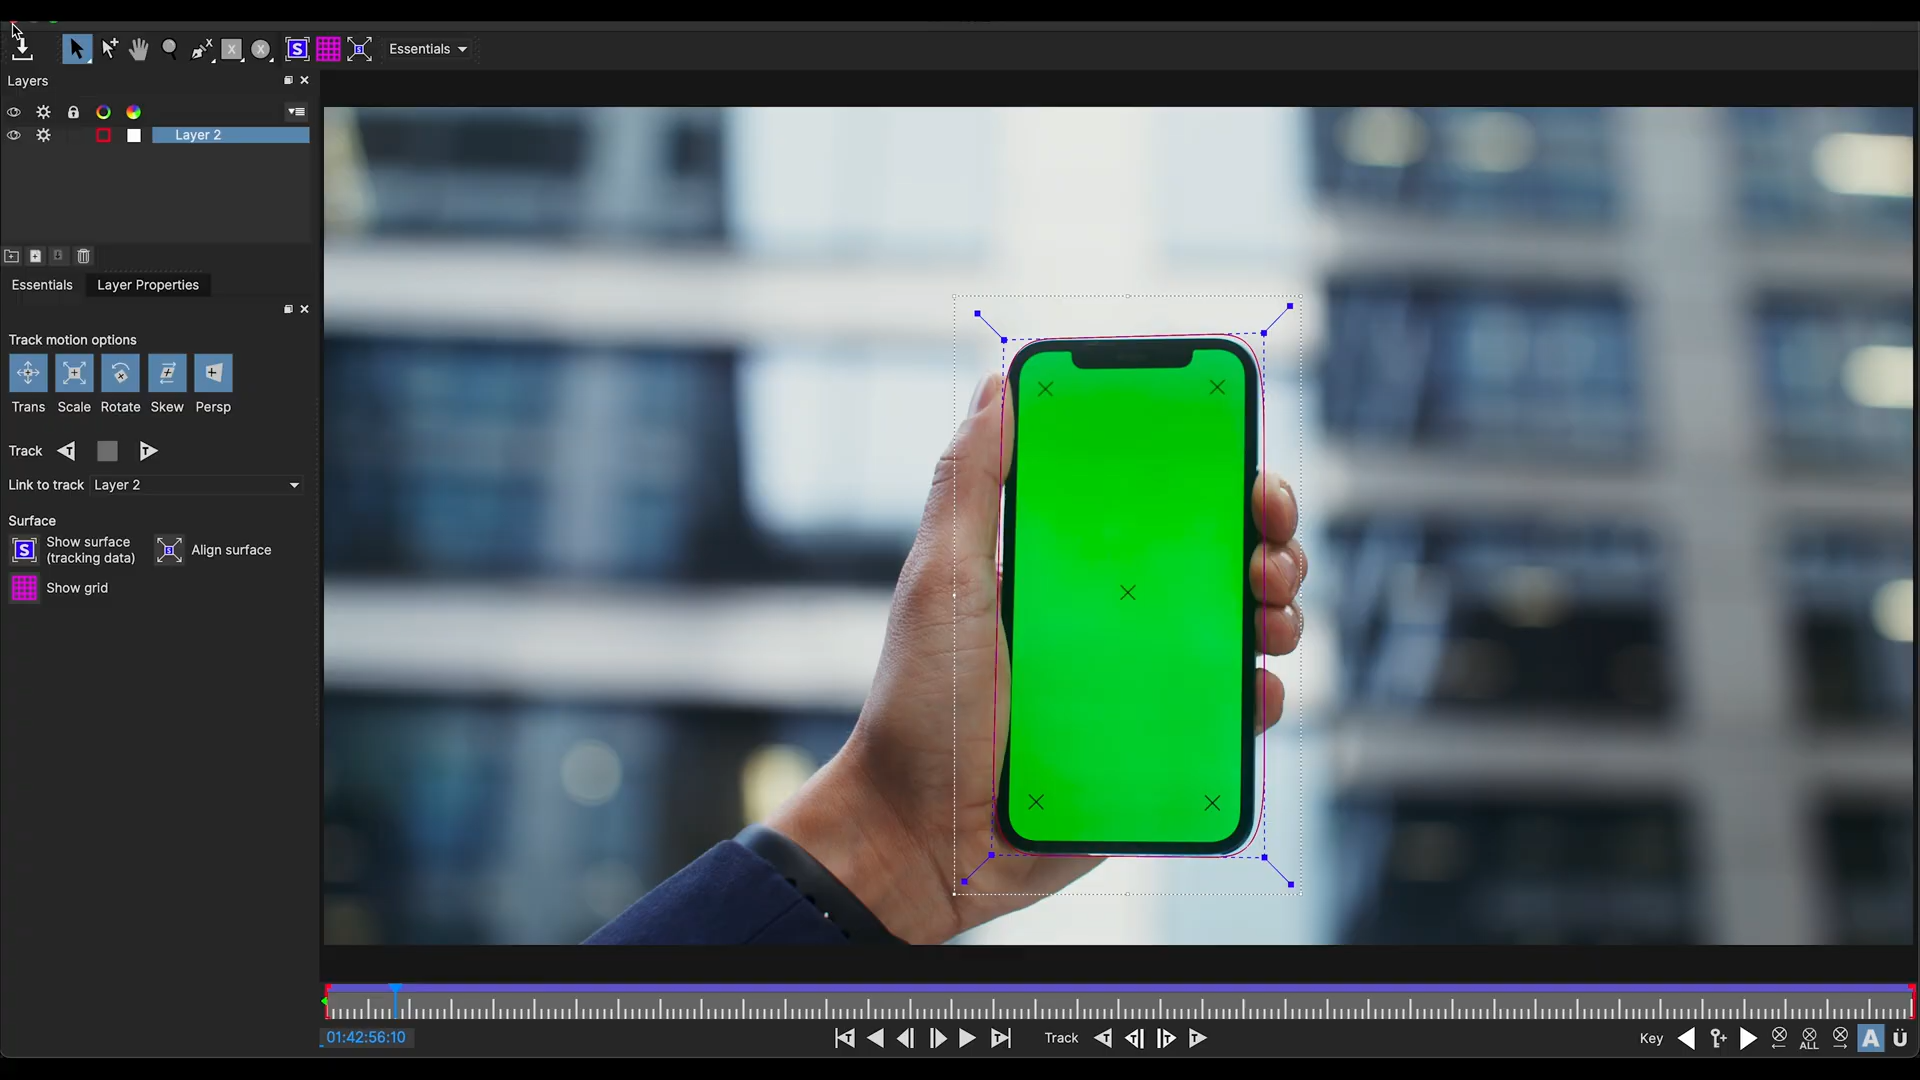 S S Essentials
Layers
Layer 2
Essentials Layer Properties
Track motion options
Trans Scale Rotate Skew Persp
Track T T
Link to track Layer 2
Surface
S Show surface (tracking data) S Align surface
Show grid
01:42:56:10 Track T T T T Key ALL A Ü